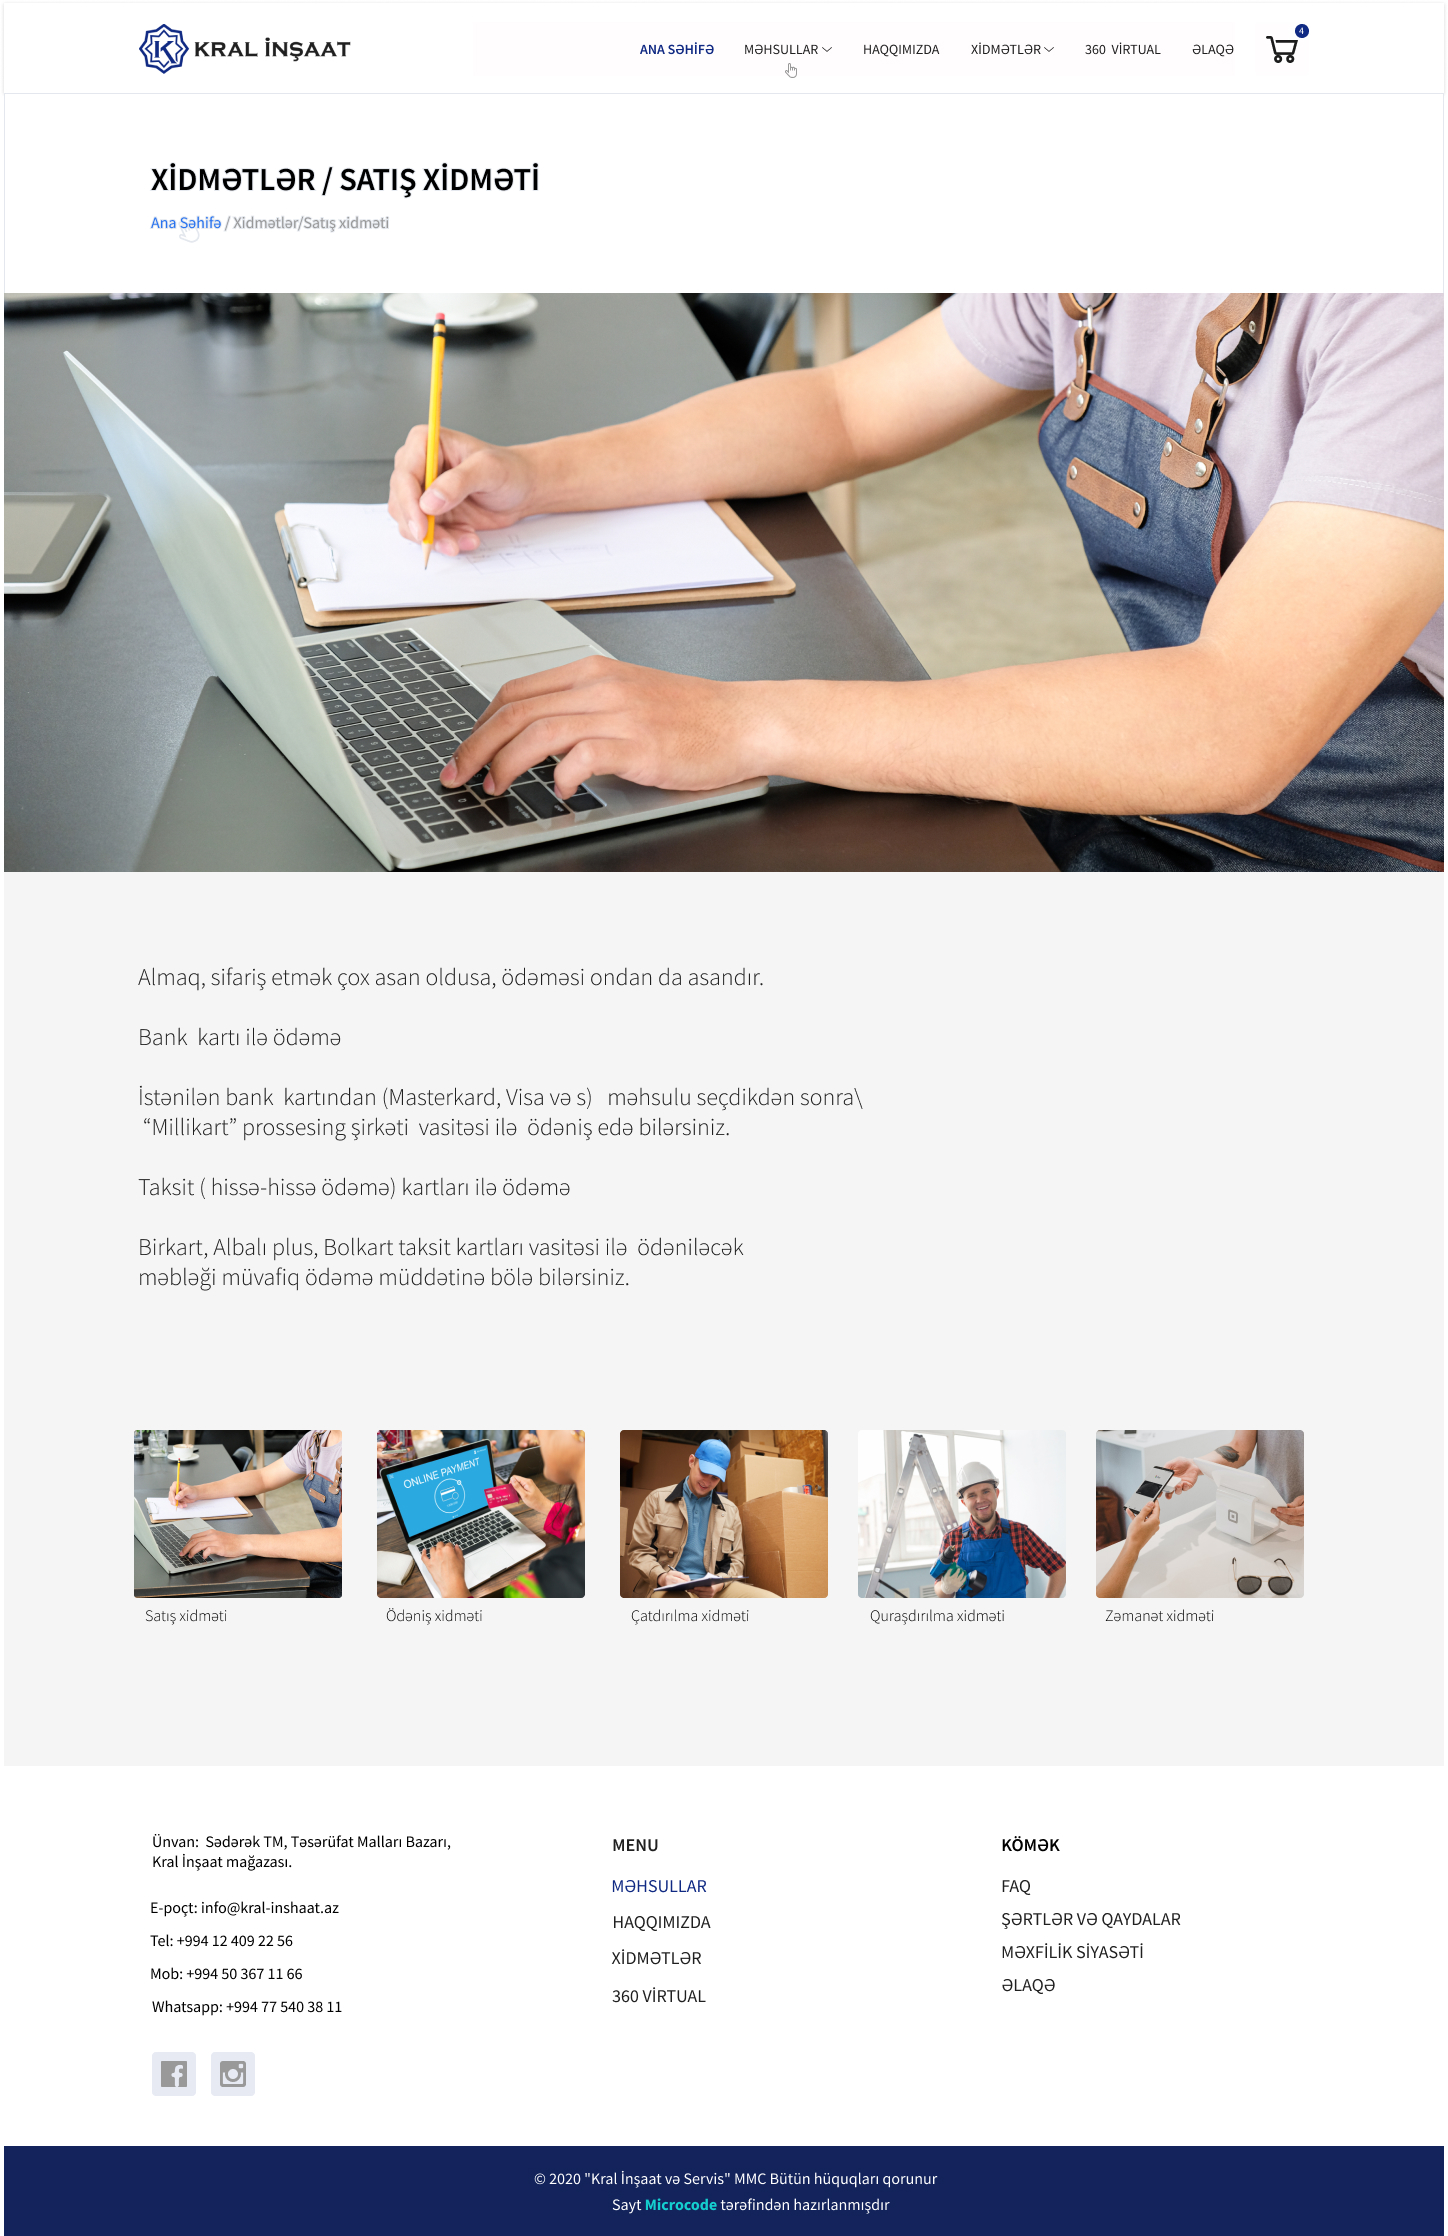 KRAL İNŞAAT
ANA SƏHİFƏ MƏHSULLAR HAQQIMIZDA XİDMƏTLƏR 360 VİRTUAL ƏLAQƏ 4
XİDMƏTLƏR / SATIŞ XİDMƏTİ
Ana Səhifə / Xidmətlər/Satış xidməti
Almaq, sifariş etmək çox asan oldusa, ödəməsi ondan da asandır.
Bank kartı ilə ödəmə
İstənilən bank kartından (Masterkard, Visa və s) məhsulu seçdikdən sonra\
“Millikart” prossesing şirkəti vasitəsi ilə ödəniş edə bilərsiniz.
Taksit ( hissə-hissə ödəmə) kartları ilə ödəmə
Birkart, Albalı plus, Bolkart taksit kartları vasitəsi ilə ödəniləcək
məbləği müvafiq ödəmə müddətinə bölə bilərsiniz.
ONLINE PAYMENT
Satış xidməti
Ödəniş xidməti
Çatdırılma xidməti
Quraşdırılma xidməti
Zəmanət xidməti
Ünvan: Sədərək TM, Təsərüfat Malları Bazarı,
Kral İnşaat mağazası.
E-poçt: info@kral-inshaat.az
Tel: +994 12 409 22 56
Mob: +994 50 367 11 66
Whatsapp: +994 77 540 38 11
MENU
MƏHSULLAR
HAQQIMIZDA
XİDMƏTLƏR
360 VİRTUAL
KÖMƏK
FAQ
ŞƏRTLƏR VƏ QAYDALAR
MƏXFİLİK SİYASƏTİ
ƏLAQƏ
© 2020 "Kral İnşaat və Servis" MMC Bütün hüquqları qorunur
Sayt Microcode tərəfindən hazırlanmışdır